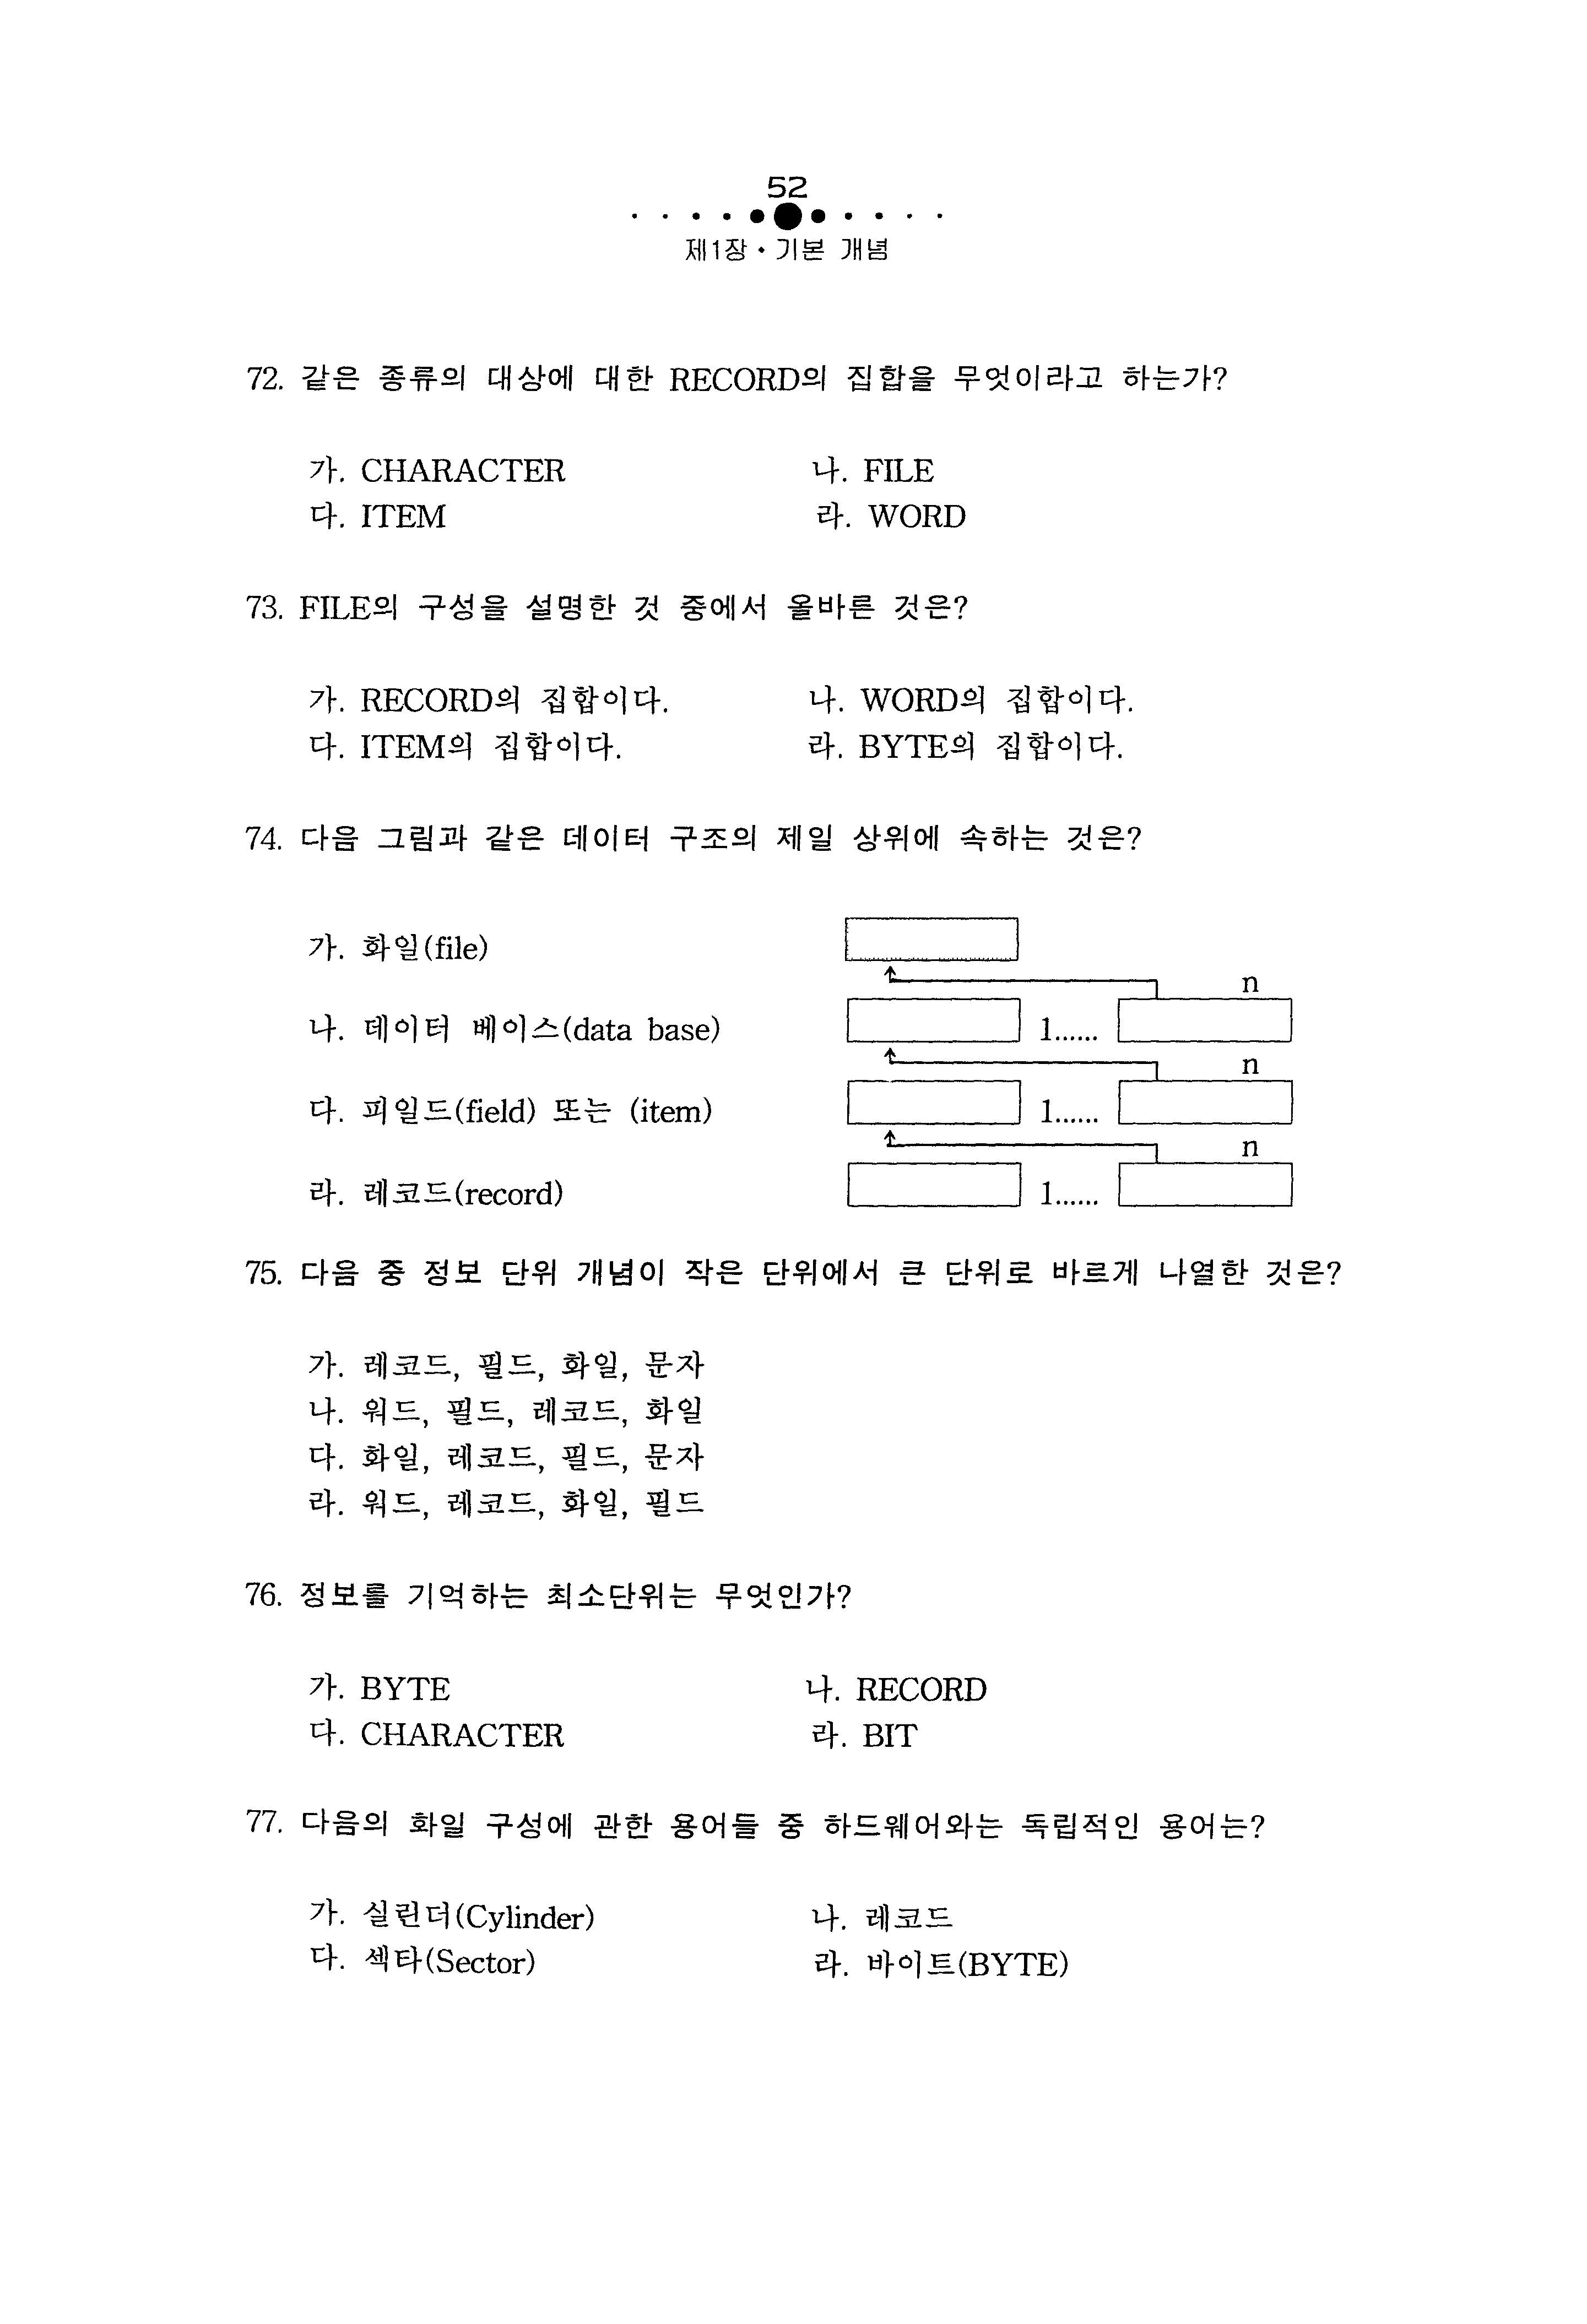 52
제1장 • 기본 개념
72. 같은 종류의 대상에 대한 RECORD의 집합을 무엇이라고 하는가?
가. CHARACTER 나. FILE
다. ITEM 라. WORD
73. FILE의 구성을 설명한 것 중에서 올바른 것은?
가. RECORD의 집합이다. 나. WORD의 집합이다.
다. ITEM의 집합이다. 라. BYTE의 집합이다.
74. 다음 그림과 같은 데이터 구조의 제일 상위에 속하는 것은?
가. 화일(file)
n
나. 데이터 베이스(data base) 1......
n
다. 피일드(field) 또는 (item) 1......
n
라. 레코드(record) 1......
75. 다음 중 정보 단위 개념이 작은 단위에서 큰 단위로 바르게 나열한 것은?
가. 레코드, 필드, 화일, 문자
나. 워드, 필드, 레코드, 화일
다. 화일, 레코드, 필드, 문자
라. 워드, 레코드, 화일, 필드
76. 정보를 기억하는 최소단위는 무엇인가?
가. BYTE 나. RECORD
다. CHARACTER 라. BIT
77. 다음의 화일 구성에 관한 용어들 중 하드웨어와는 독립적인 용어는?
가. 실린더(Cylinder) 나. 레코드
다. 섹타(Sector) 라. 바이트(BYTE)